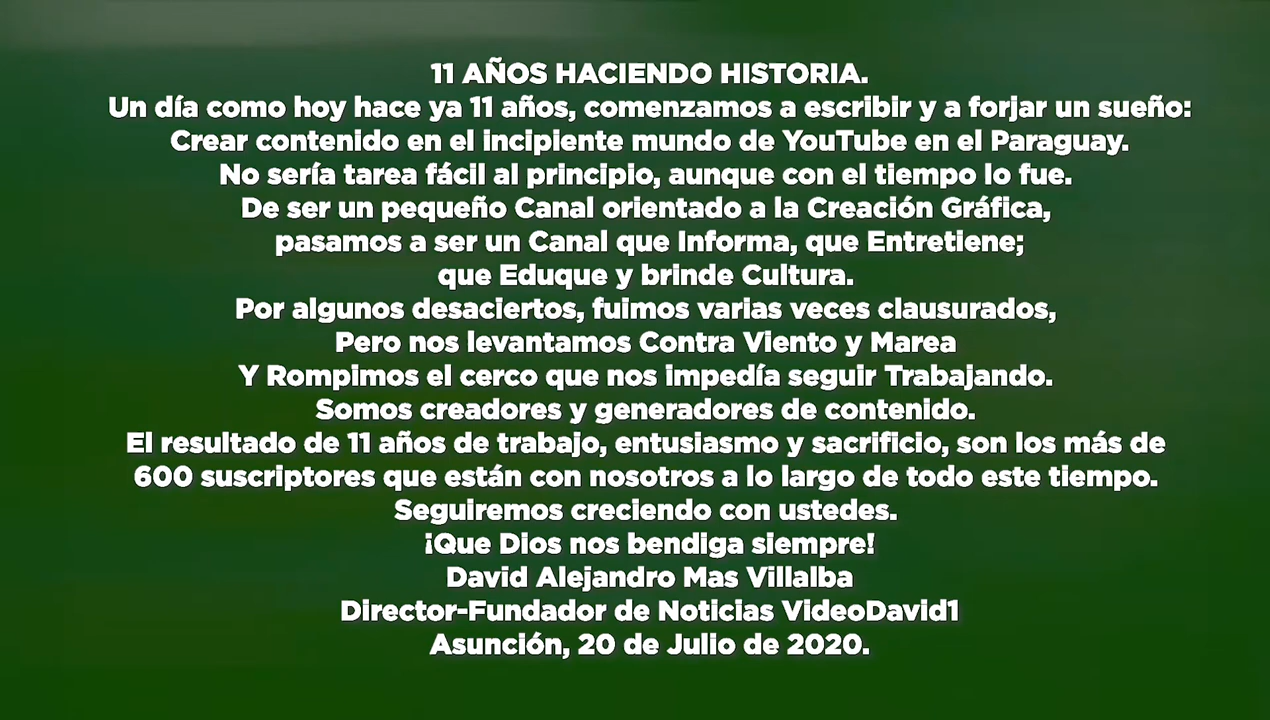 11 AÑOS HACIENDO HISTORIA.
Un día como hoy hace ya 11 años, comenzamos a escribir y a forjar un sueño:
Crear contenido en el incipiente mundo de YouTube en el Paraguay.
No sería tarea fácil al principio, aunque con el tiempo lo fue.
De ser un pequeño Canal orientado a la Creación Gráfica,
pasamos a ser un Canal que Informa, que Entretiene;
que Eduque y brinde Cultura.
Por algunos desaciertos, fuimos varias veces clausurados,
Pero nos levantamos Contra Viento y Marea
Y Rompimos el cerco que nos impedía seguir Trabajando.
Somos creadores y generadores de contenido.
El resultado de 11 años de trabajo, entusiasmo y sacrificio, son los más de
600 suscriptores que están con nosotros a lo largo de todo este tiempo.
Seguiremos creciendo con ustedes.
¡Que Dios nos bendiga siempre!
David Alejandro Mas Villalba
Director-Fundador de Noticias VideoDavid1
Asunción, 20 de Julio de 2020.